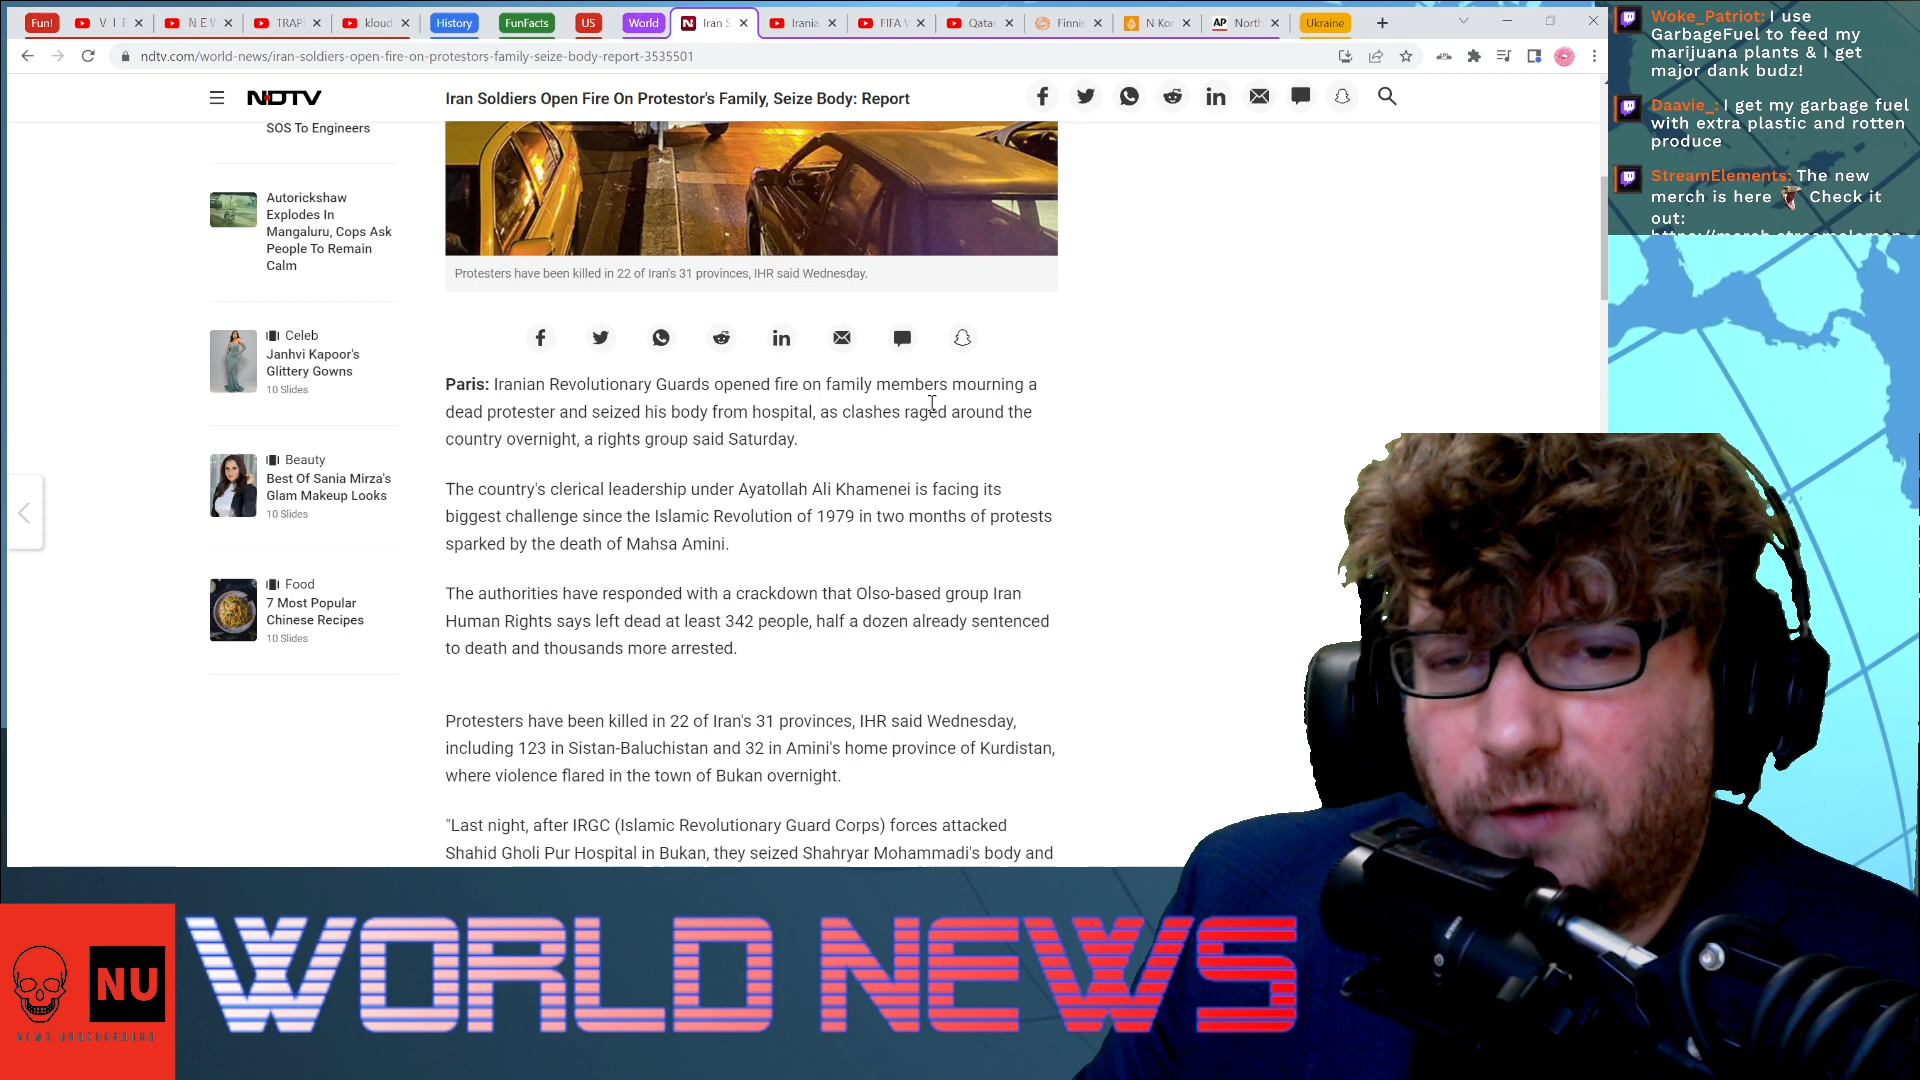 Fun!
V I E
N E W
TRAP
kloud
History
FunFacts
US
World
Iran S
Irania
FIFA
Qatar
Finnis
N Kor
AP
North
Ukraine
ndtv.com/world-news/iran-soldiers-open-fire-on-protestors-family-seize-body-report-3535501
NDTV
Iran Soldiers Open Fire On Protestor's Family, Seize Body: Report
SOS To Engineers
Autorickshaw
Explodes In
Mangaluru, Cops Ask
People To Remain
Calm
Celeb
Janhvi Kapoor's
Glittery Gowns
10 Slides
Beauty
Best Of Sania Mirza's
Glam Makeup Looks
10 Slides
Food
7 Most Popular
Chinese Recipes
10 Slides
Protesters have been killed in 22 of Iran's 31 provinces, IHR said Wednesday.
Paris: Iranian Revolutionary Guards opened fire on family members mourning a
dead protester and seized his body from hospital, as clashes raged around the
country overnight, a rights group said Saturday.
The country's clerical leadership under Ayatollah Ali Khamenei is facing its
biggest challenge since the Islamic Revolution of 1979 in two months of protests
sparked by the death of Mahsa Amini.
The authorities have responded with a crackdown that Olso-based group Iran
Human Rights says left dead at least 342 people, half a dozen already sentenced
to death and thousands more arrested.
Protesters have been killed in 22 of Iran's 31 provinces, IHR said Wednesday,
including 123 in Sistan-Baluchistan and 32 in Amini's home province of Kurdistan,
where violence flared in the town of Bukan overnight.
"Last night, after IRGC (Islamic Revolutionary Guard Corps) forces attacked
Shahid Gholi Pur Hospital in Bukan, they seized Shahryar Mohammadi's body and
Woke_Patriot: I use
GarbageFuel to feed my
marijuana plants & I get
major dank budz!
Daavie_: I get my garbage fuel
with extra plastic and rotten
produce
StreamElements: The new
merch is here Check it
out:
NU
NEWS UNDERGROUND
WORLD NEWS